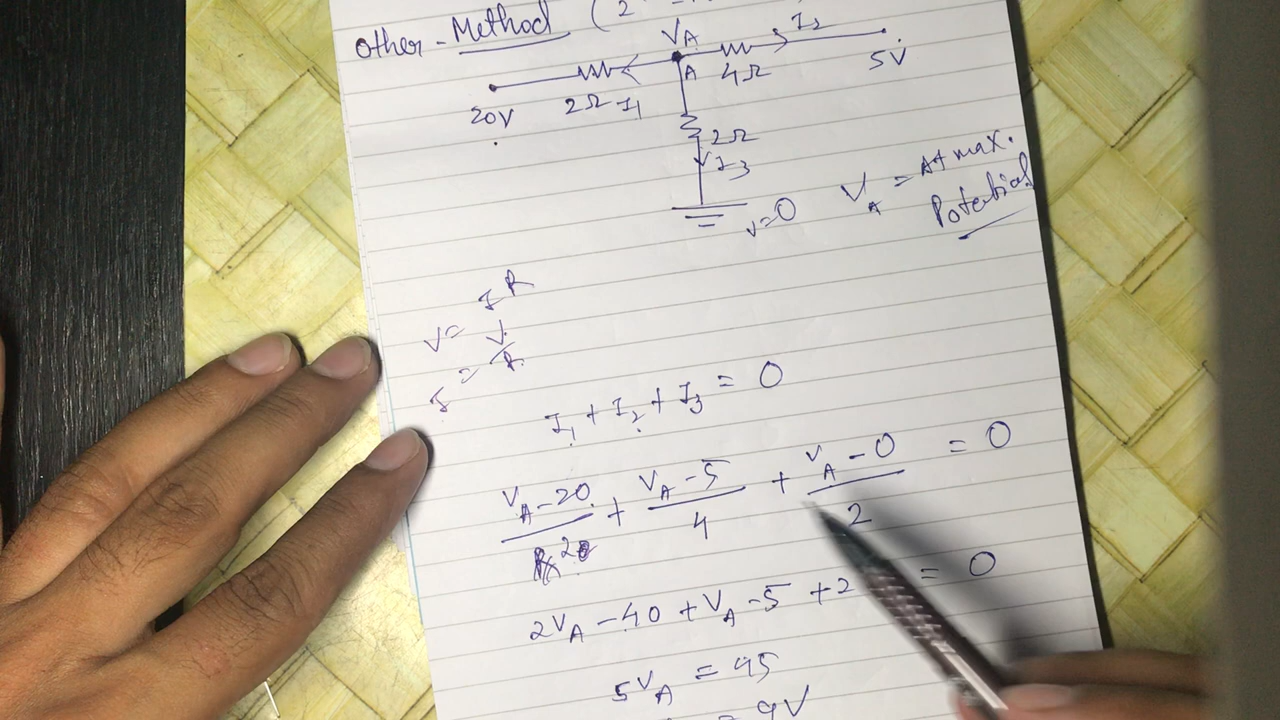 Other-Method (2
VA I2
A 4Ω 5V
20V 2Ω I1
2Ω
I3
V=0
VA = At max.
Potential
V = IR
I = V/R
I1 + I2 + I3 = 0
VA-20/2 + VA-5/4 + VA-0/2 = 0
2VA - 40 + VA - 5 + 2 = 0
5VA = 45
= 9V